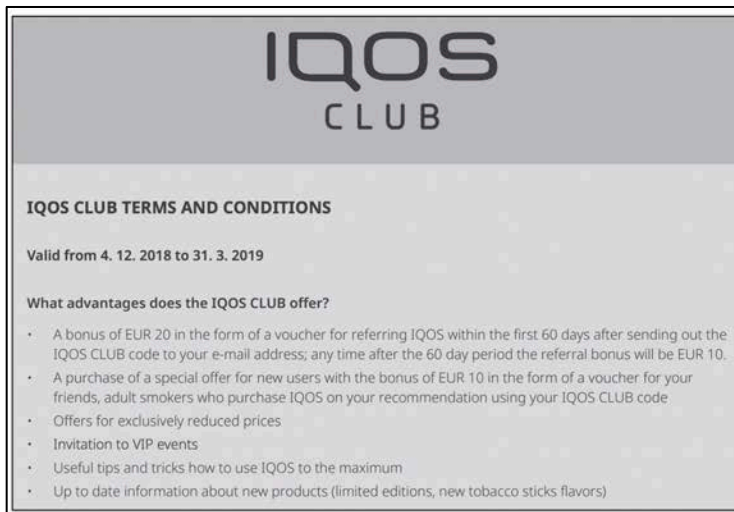 IQOS
CLUB
IQOS CLUB TERMS AND CONDITIONS
Valid from 4. 12. 2018 to 31. 3. 2019
What advantages does the IQOS CLUB offer?
• A bonus of EUR 20 in the form of a voucher for referring IQOS within the first 60 days after sending out the
IQOS CLUB code to your e-mail address; any time after the 60 day period the referral bonus will be EUR 10.
• A purchase of a special offer for new users with the bonus of EUR 10 in the form of a voucher for your
friends, adult smokers who purchase IQOS on your recommendation using your IQOS CLUB code
• Offers for exclusively reduced prices
• Invitation to VIP events
• Useful tips and tricks how to use IQOS to the maximum
• Up to date information about new products (limited editions, new tobacco sticks flavors)